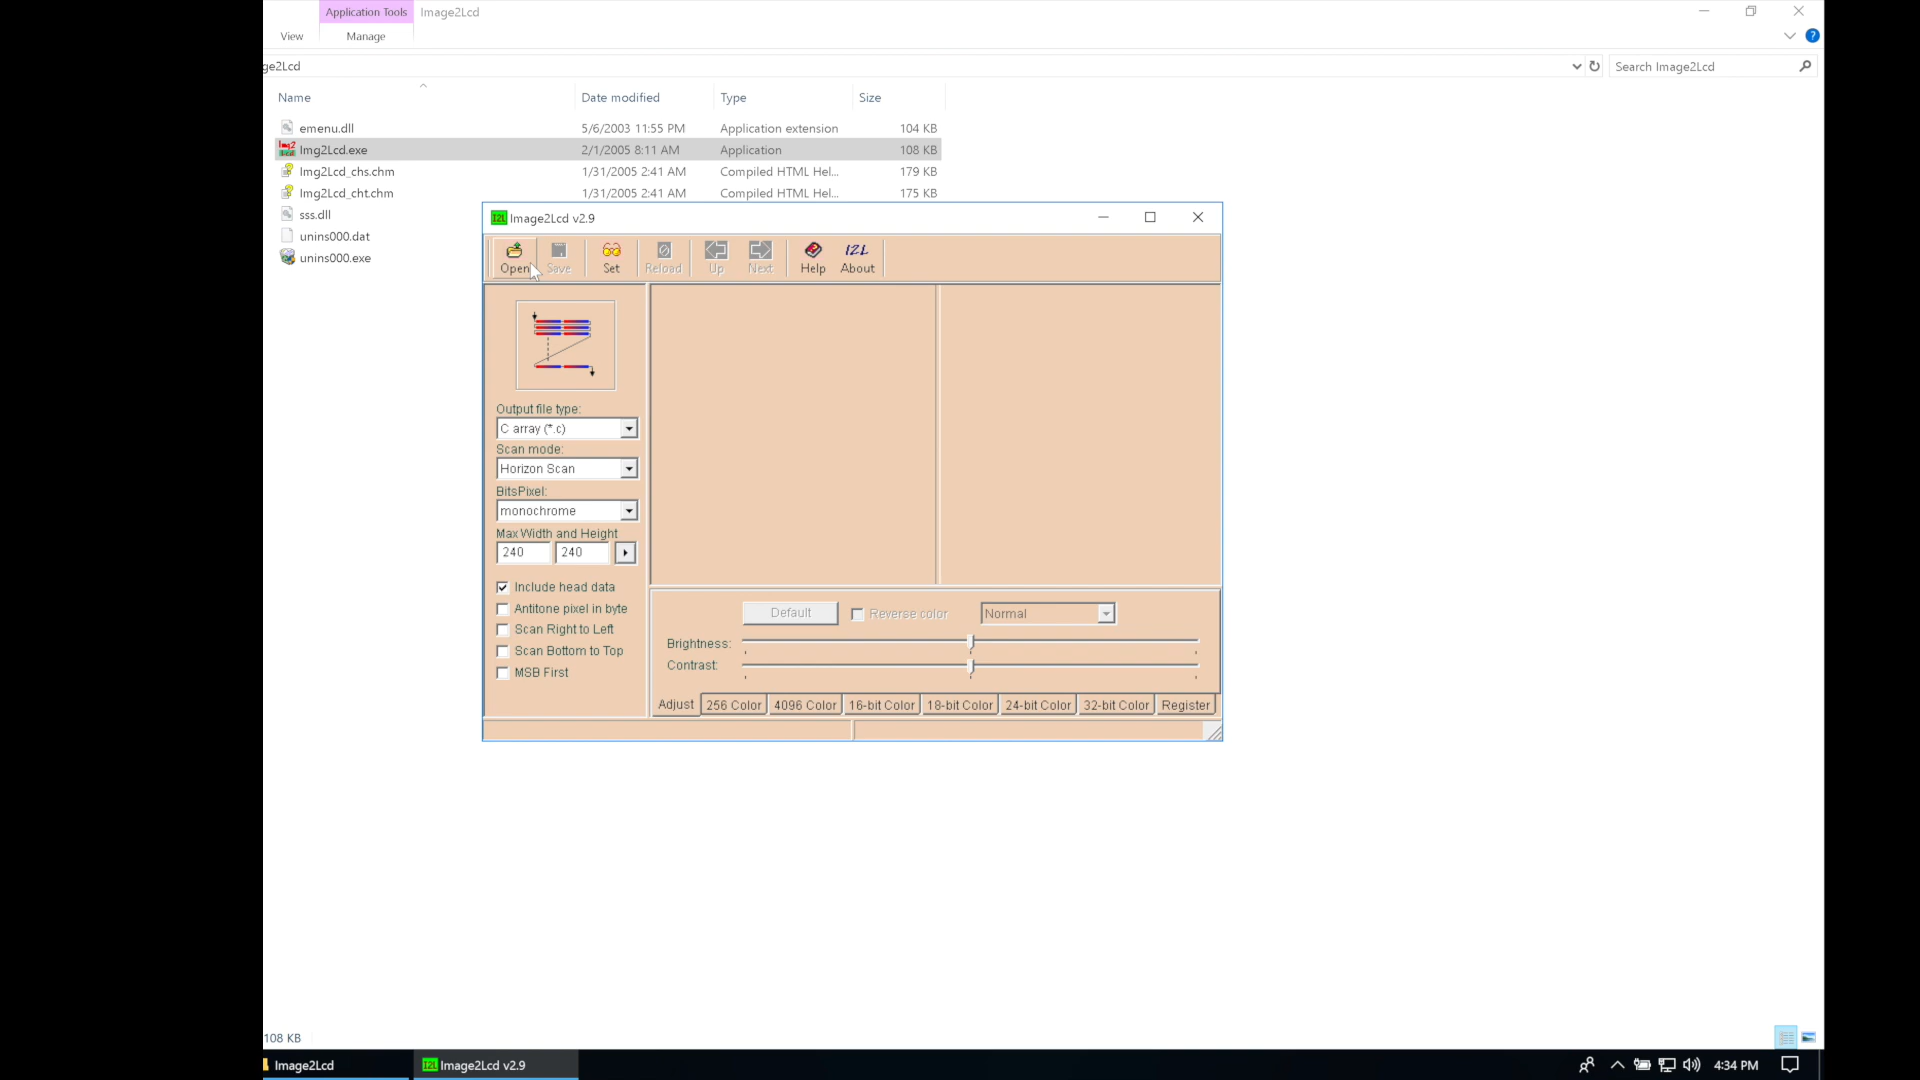 Application Tools Image2Lcd
View Manage
ge2Lcd Search Image2Lcd
Name Date modified Type Size
emenu.dll 5/6/2003 11:55 PM Application extension 104 KB
Img2Lcd.exe 2/1/2005 8:11 AM Application 108 KB
Img2Lcd_chs.chm 1/31/2005 2:41 AM Compiled HTML Hel... 179 KB
Img2Lcd_cht.chm 1/31/2005 2:41 AM Compiled HTML Hel... 175 KB
sss.dll
unins000.dat
unins000.exe
I2L Image2Lcd v2.9
I2L
Open Save Set Reload Up Next Help About
Output file type:
C array (*.c)
Scan mode:
Horizon Scan
BitsPixel:
monochrome
Max Width and Height
240 240
Include head data
Antitone pixel in byte
Scan Right to Left
Scan Bottom to Top
MSB First
Default Reverse color Normal
Brightness:
Contrast:
Adjust 256 Color 4096 Color 16-bit Color 18-bit Color 24-bit Color 32-bit Color Register
108 KB
Image2Lcd I2L Image2Lcd v2.9 4:34 PM